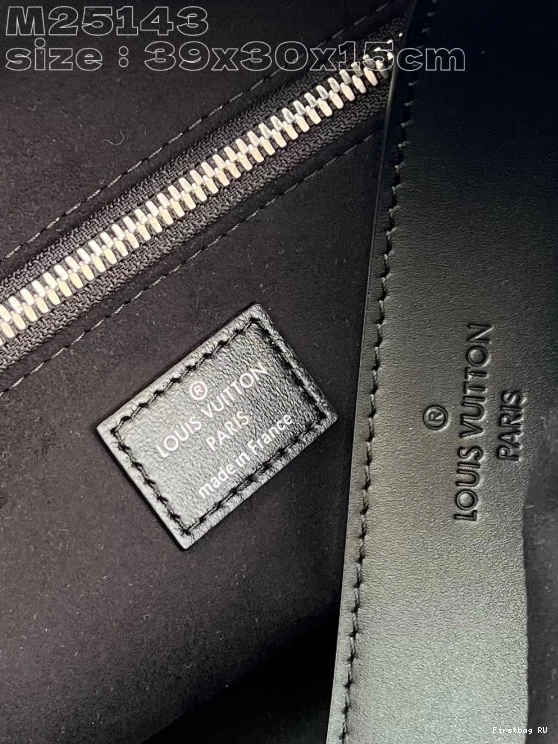 M25143
size : 39x30x15cm
®
LOUIS VUITTON
PARIS
made in France
®
LOUIS VUITTON
PARIS
Firstbag RU